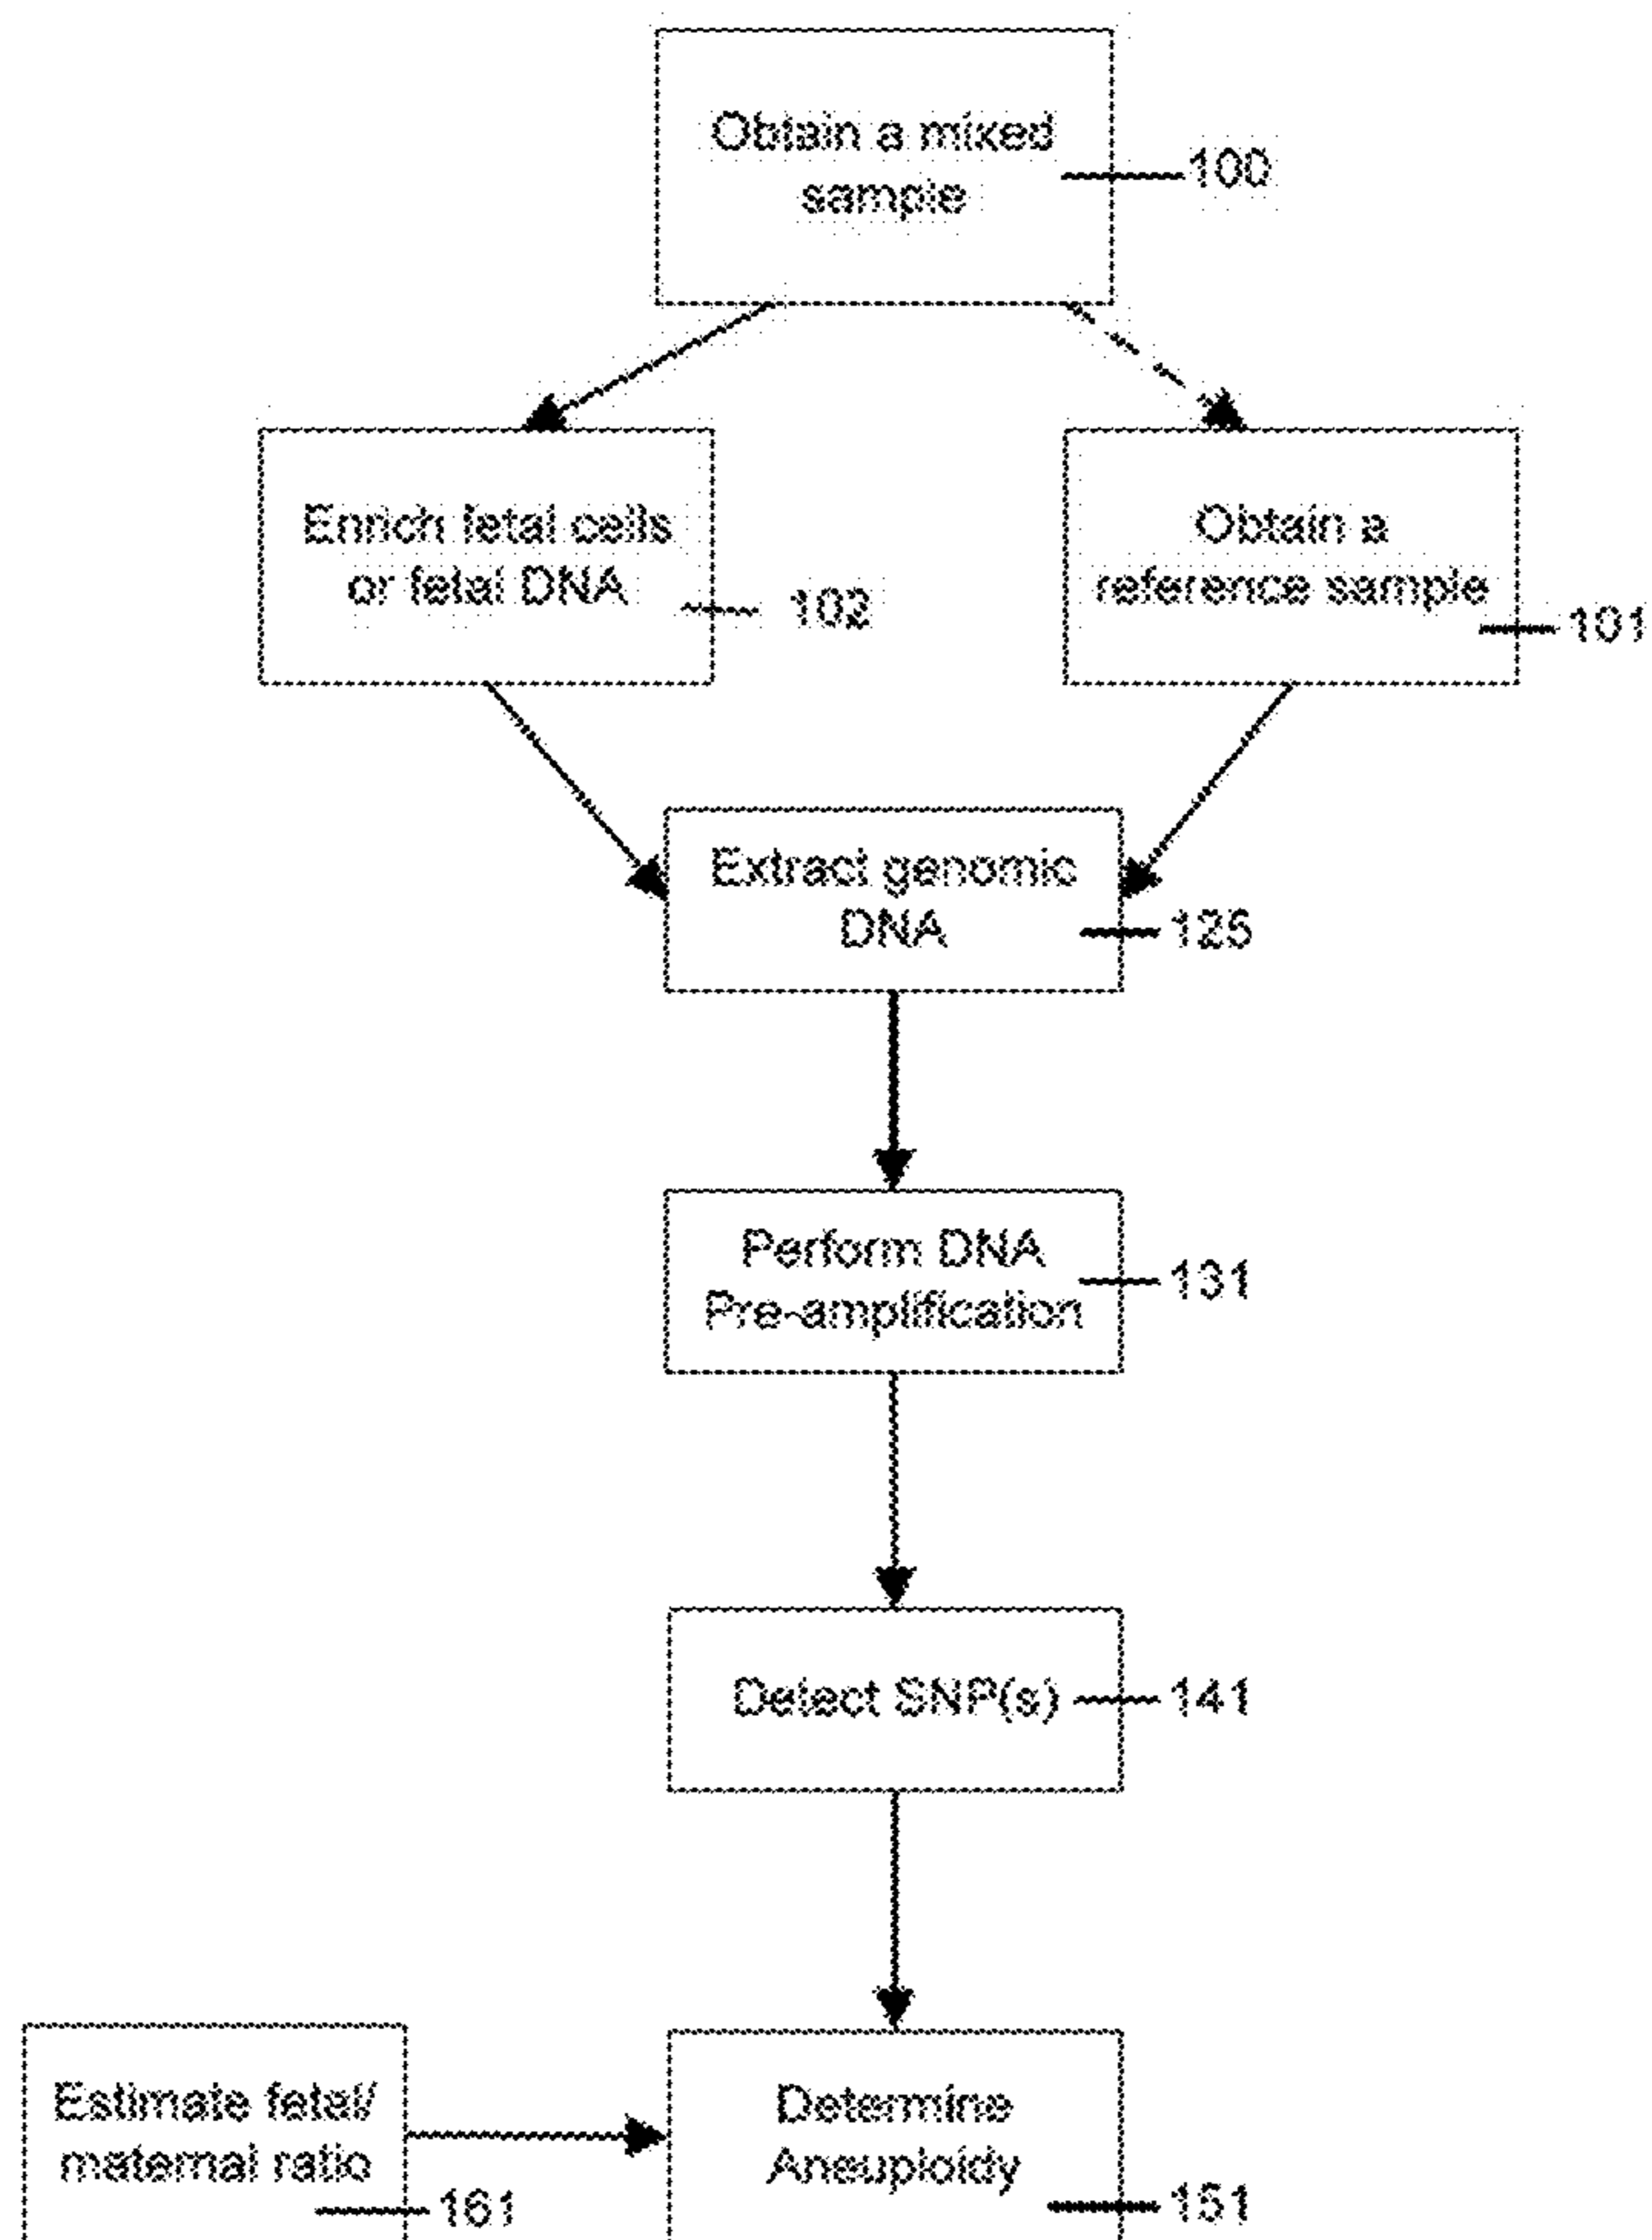 Obtain a mixed
sample
100
Enrich fetal cells
or fetal DNA
102
Obtain a
reference sample
101
Extract genomic
DNA
125
Perform DNA
Pre-amplification
131
Detect SNP(s)
141
Estimate fetal/
maternal ratio
161
Determine
Aneuploidy
151